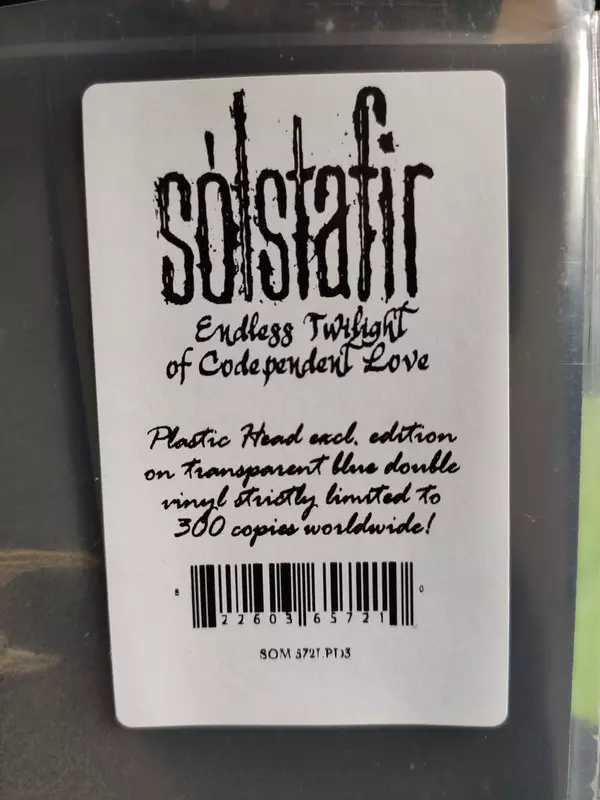 sólstafir
Endless Twilight
of Codependent Love
Plastic Head excl. edition
on transparent blue double
vinyl strictly limited to
300 copies worldwide!
8 22603 65721 0
SOM 572LPD3